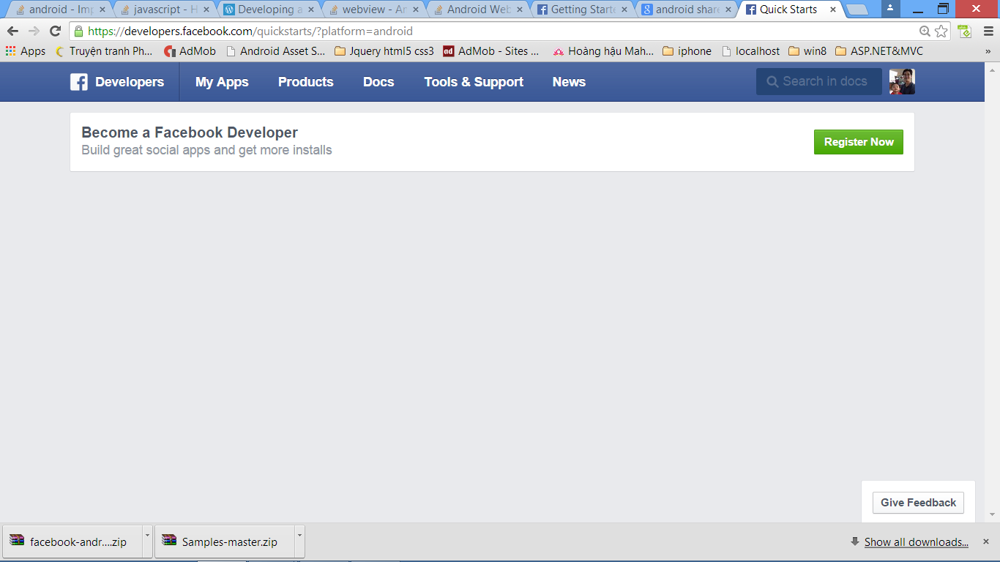 android - Imp
javascript - H
Developing a
webview - An
Android Web
Getting Starte
android share
Quick Starts
https://developers.facebook.com/quickstarts/?platform=android
Apps
Truyện tranh Ph...
AdMob
Android Asset S...
Jquery html5 css3
ad
AdMob - Sites ...
Hoàng hậu Mah...
iphone
localhost
win8
ASP.NET&MVC
»
Developers
My Apps
Products
Docs
Tools & Support
News
Search in docs
Become a Facebook Developer
Build great social apps and get more installs
Register Now
Give Feedback
facebook-andr....zip
Samples-master.zip
Show all downloads...